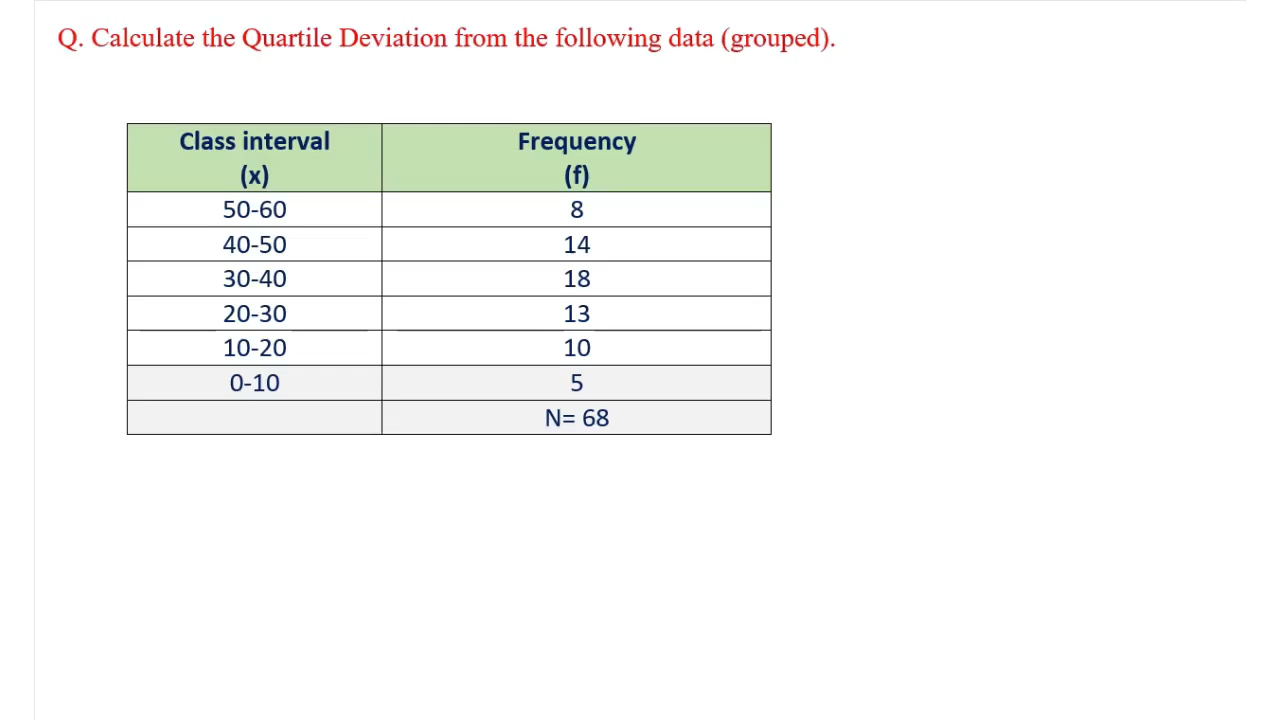 Q. Calculate the Quartile Deviation from the following data (grouped).
Class interval Frequency
(x) (f)
50-60 8
40-50 14
30-40 18
20-30 13
10-20 10
0-10 5
N= 68